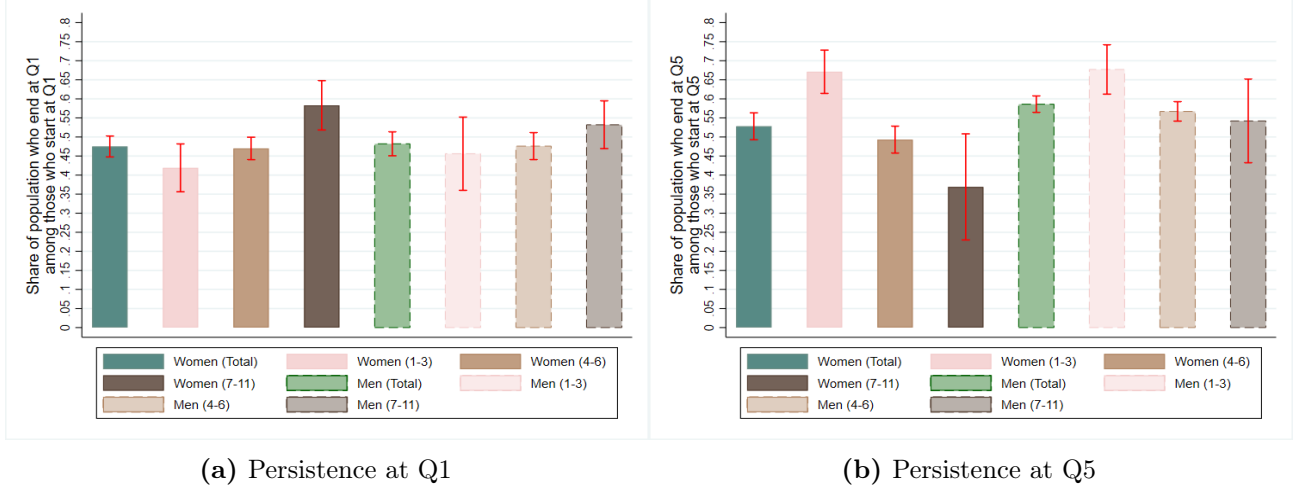 Share of population who end at Q1
among those who start at Q1
0 .05 .1 .15 .2 .25 .3 .35 .4 .45 .5 .55 .6 .65 .7 .75 .8
Women (Total) Women (1-3) Women (4-6)
Women (7-11) Men (Total) Men (1-3)
Men (4-6) Men (7-11)
(a) Persistence at Q1
Share of population who end at Q5
among those who start at Q5
0 .05 .1 .15 .2 .25 .3 .35 .4 .45 .5 .55 .6 .65 .7 .75 .8
Women (Total) Women (1-3) Women (4-6)
Women (7-11) Men (Total) Men (1-3)
Men (4-6) Men (7-11)
(b) Persistence at Q5